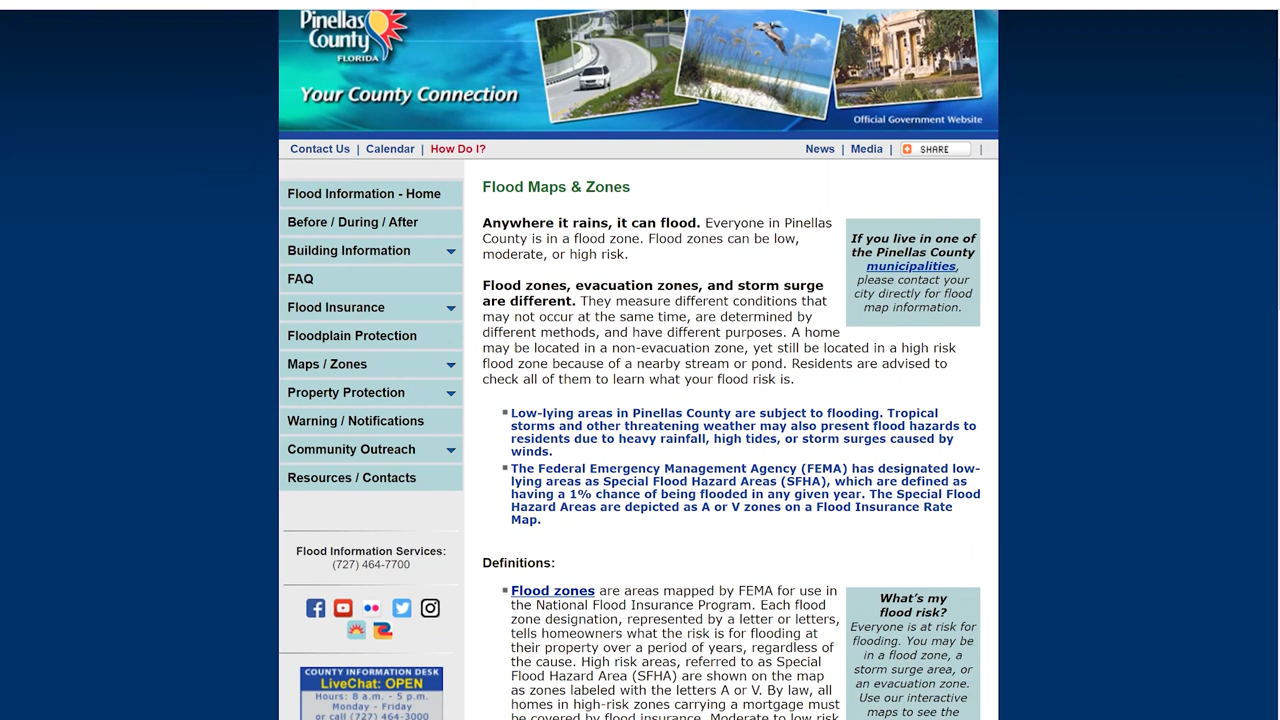 Pinellas
County
FLORIDA
Your County Connection
Official Government Website
Contact Us | Calendar | How Do I?
News | Media | SHARE |
Flood Information - Home
Before / During / After
Building Information
FAQ
Flood Insurance
Floodplain Protection
Maps / Zones
Property Protection
Warning / Notifications
Community Outreach
Resources / Contacts
Flood Information Services:
(727) 464-7700
COUNTY INFORMATION DESK
LiveChat: OPEN
Hours: 8 a.m. - 5 p.m.
Monday - Friday
or call (727) 464-3000
Flood Maps & Zones
Anywhere it rains, it can flood. Everyone in Pinellas
County is in a flood zone. Flood zones can be low,
moderate, or high risk.
If you live in one of
the Pinellas County
municipalities,
please contact your
city directly for flood
map information.
Flood zones, evacuation zones, and storm surge
are different. They measure different conditions that
may not occur at the same time, are determined by
different methods, and have different purposes. A home
may be located in a non-evacuation zone, yet still be located in a high risk
flood zone because of a nearby stream or pond. Residents are advised to
check all of them to learn what your flood risk is.
Low-lying areas in Pinellas County are subject to flooding. Tropical
storms and other threatening weather may also present flood hazards to
residents due to heavy rainfall, high tides, or storm surges caused by
winds.
The Federal Emergency Management Agency (FEMA) has designated low-
lying areas as Special Flood Hazard Areas (SFHA), which are defined as
having a 1% chance of being flooded in any given year. The Special Flood
Hazard Areas are depicted as A or V zones on a Flood Insurance Rate
Map.
Definitions:
Flood zones are areas mapped by FEMA for use in
the National Flood Insurance Program. Each flood
zone designation, represented by a letter or letters,
tells homeowners what the risk is for flooding at
their property over a period of years, regardless of
the cause. High risk areas, referred to as Special
Flood Hazard Area (SFHA) are shown on the map
as zones labeled with the letters A or V. By law, all
homes in high-risk zones carrying a mortgage must
be covered by flood insurance. Moderate to low risk
What's my
flood risk?
Everyone is at risk for
flooding. You may be
in a flood zone, a
storm surge area, or
an evacuation zone.
Use our interactive
maps to see the